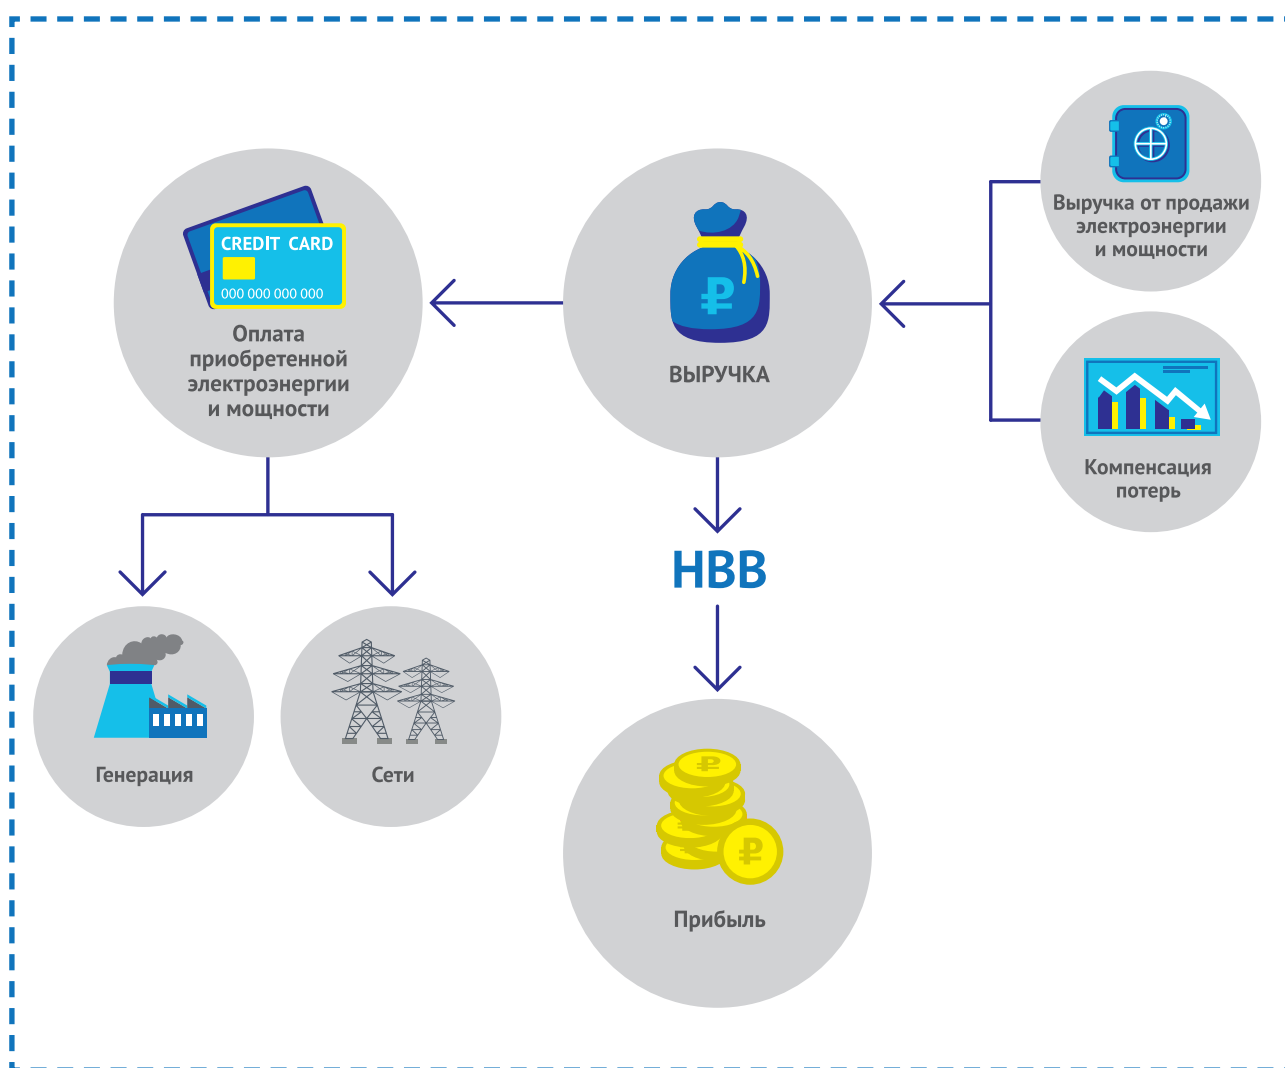 CREDIT CARD
000 000 000 000
Оплата
приобретенной
электроэнергии
и мощности
₽
ВЫРУЧКА
Выручка от продажи
электроэнергии
и мощности
Компенсация
потерь
НВВ
Генерация
Сети
₽
₽
Прибыль